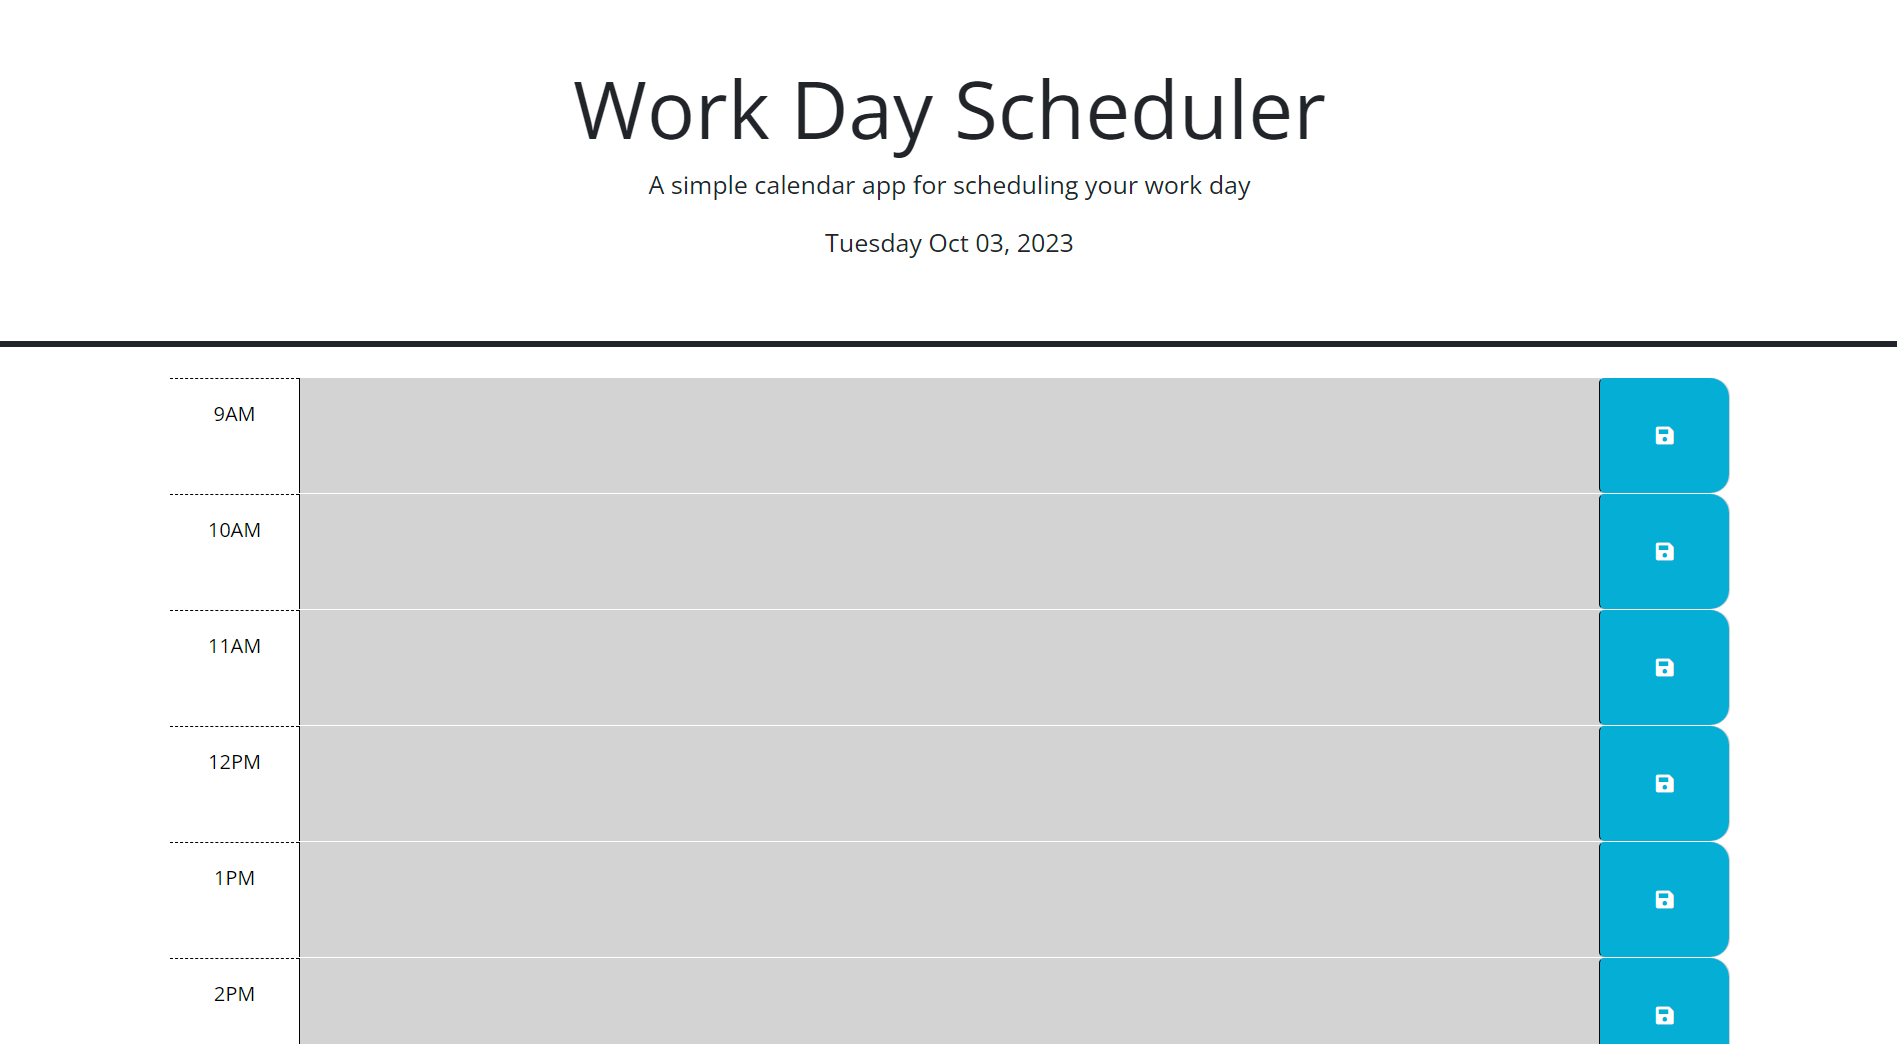 Work Day Scheduler
A simple calendar app for scheduling your work day
Tuesday Oct 03, 2023
9AM
10AM
11AM
12PM
1PM
2PM